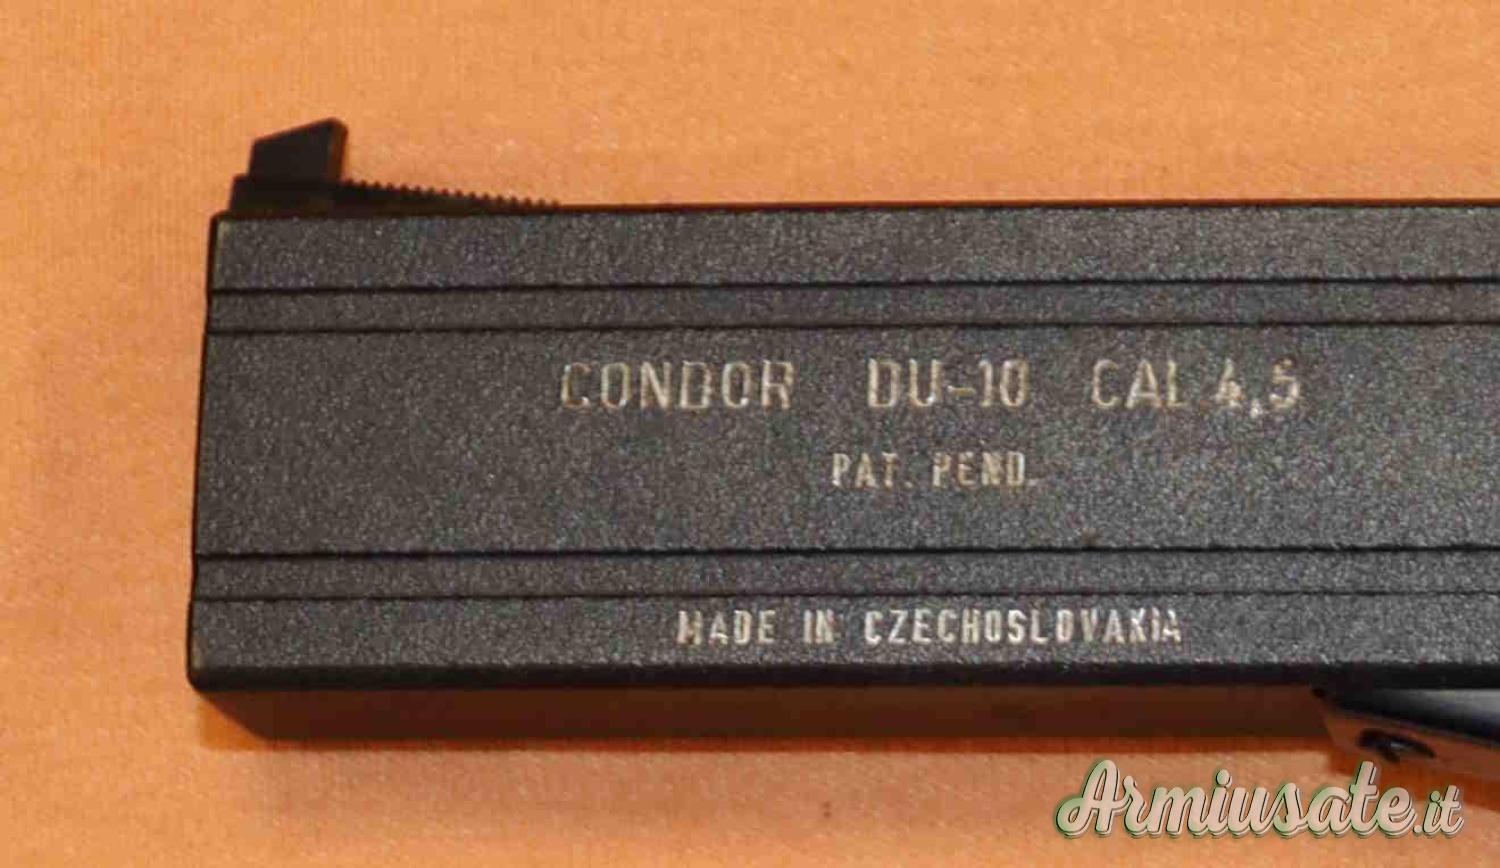 CONDOR DU-10 CAL 4,5
PAT. PEND.
MADE IN CZECHOSLOVAKIA
Armiusate.it